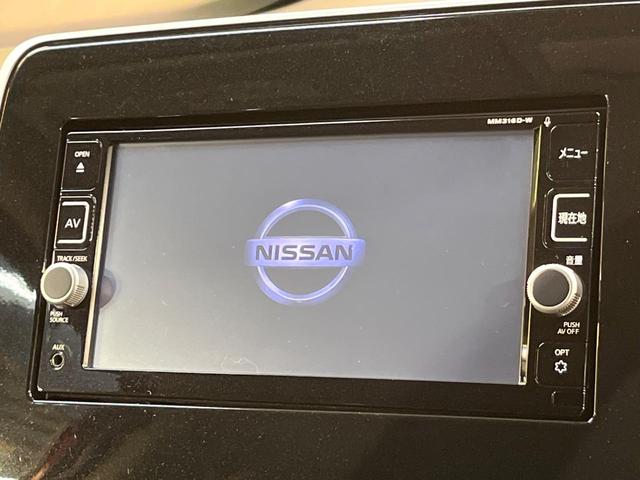 MM316D-W
OPEN
AV
TRACK/SEEK
PUSH
SOURCE
AUX
NISSAN
メニュー
現在地
音量
PUSH
AV OFF
OPT